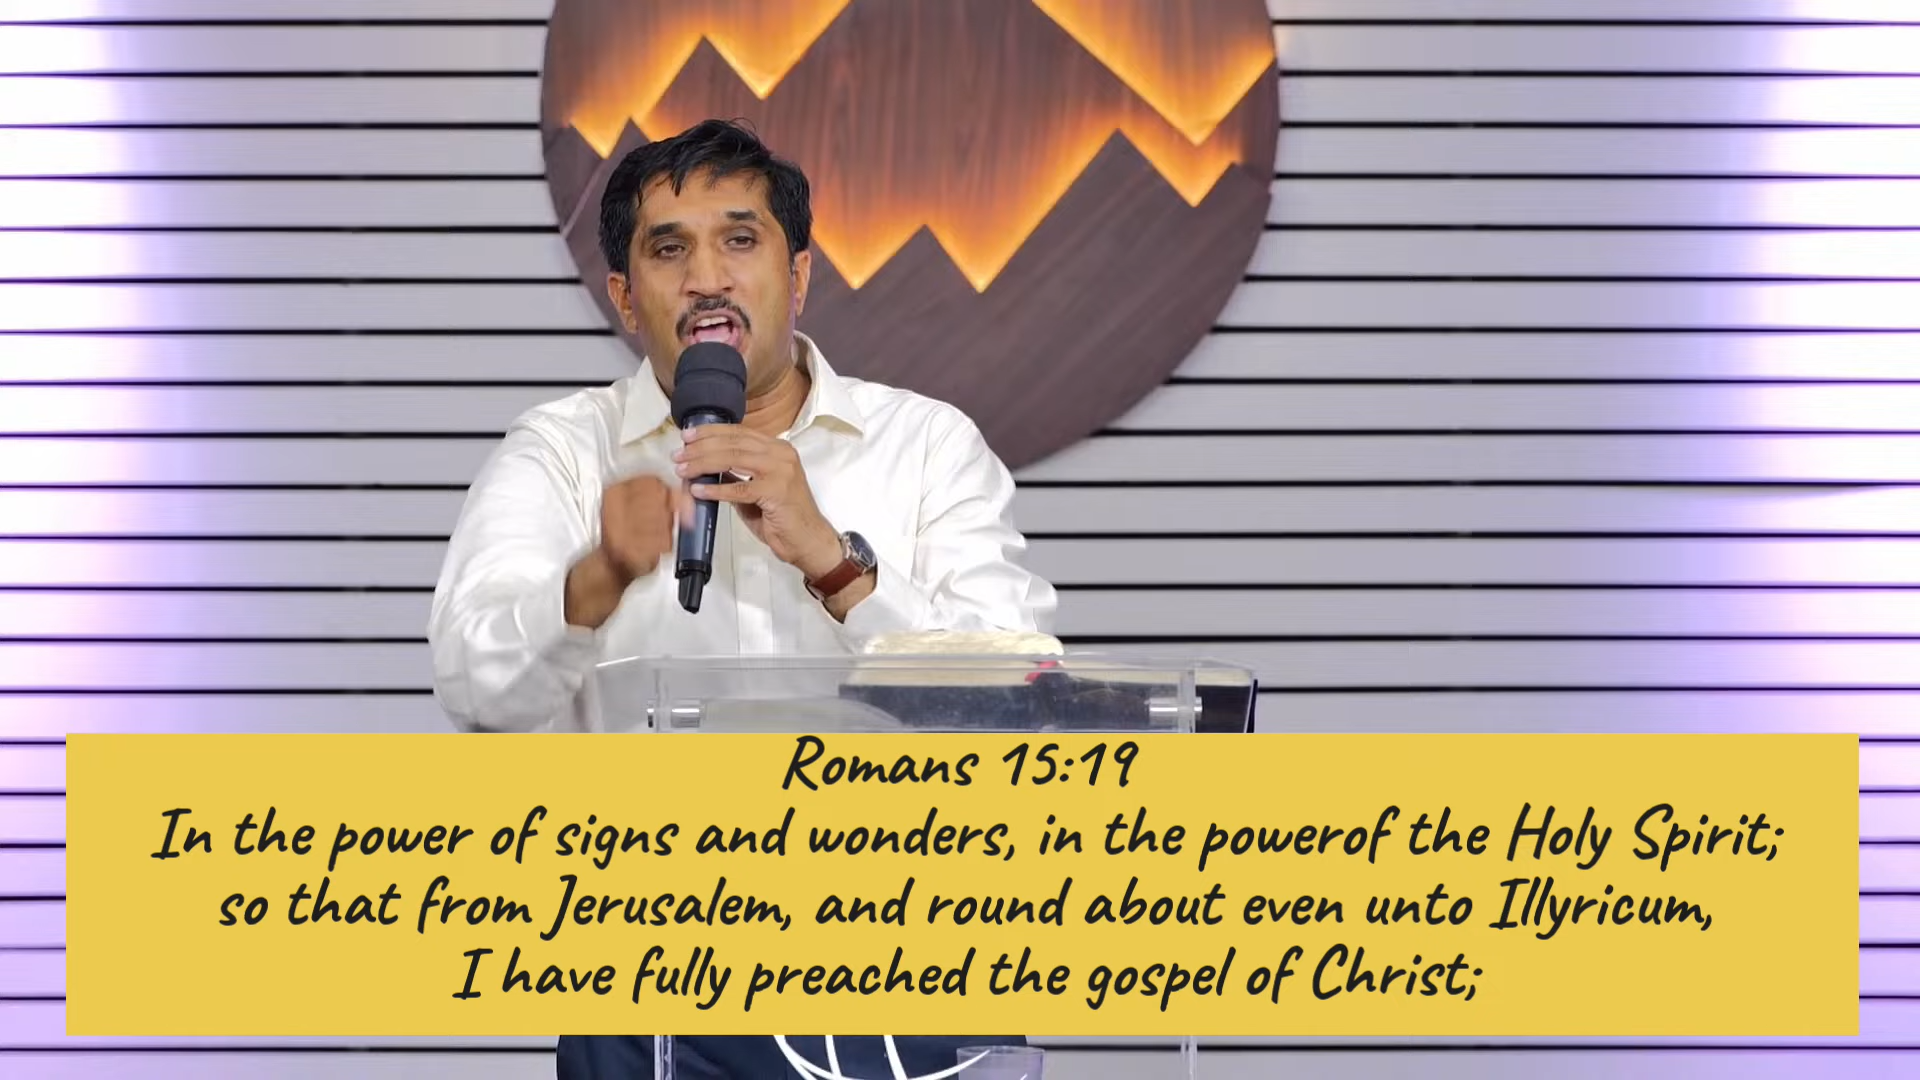 Romans 15:19
In the power of signs and wonders, in the powerof the Holy Spirit;
so that from Jerusalem, and round about even unto Illyricum,
I have fully preached the gospel of Christ;